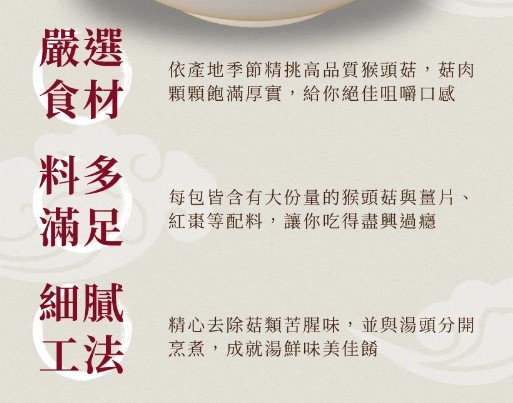 嚴選
食材
依產地季節精挑高品質猴頭菇，菇肉
顆顆飽滿厚實，給你絕佳咀嚼口感
料多
滿足
每包皆含有大份量的猴頭菇與薑片、
紅棗等配料，讓你吃得盡興過癮
細膩
工法
精心去除菇類苦腥味，並與湯頭分開
烹煮，成就湯鮮味美佳餚